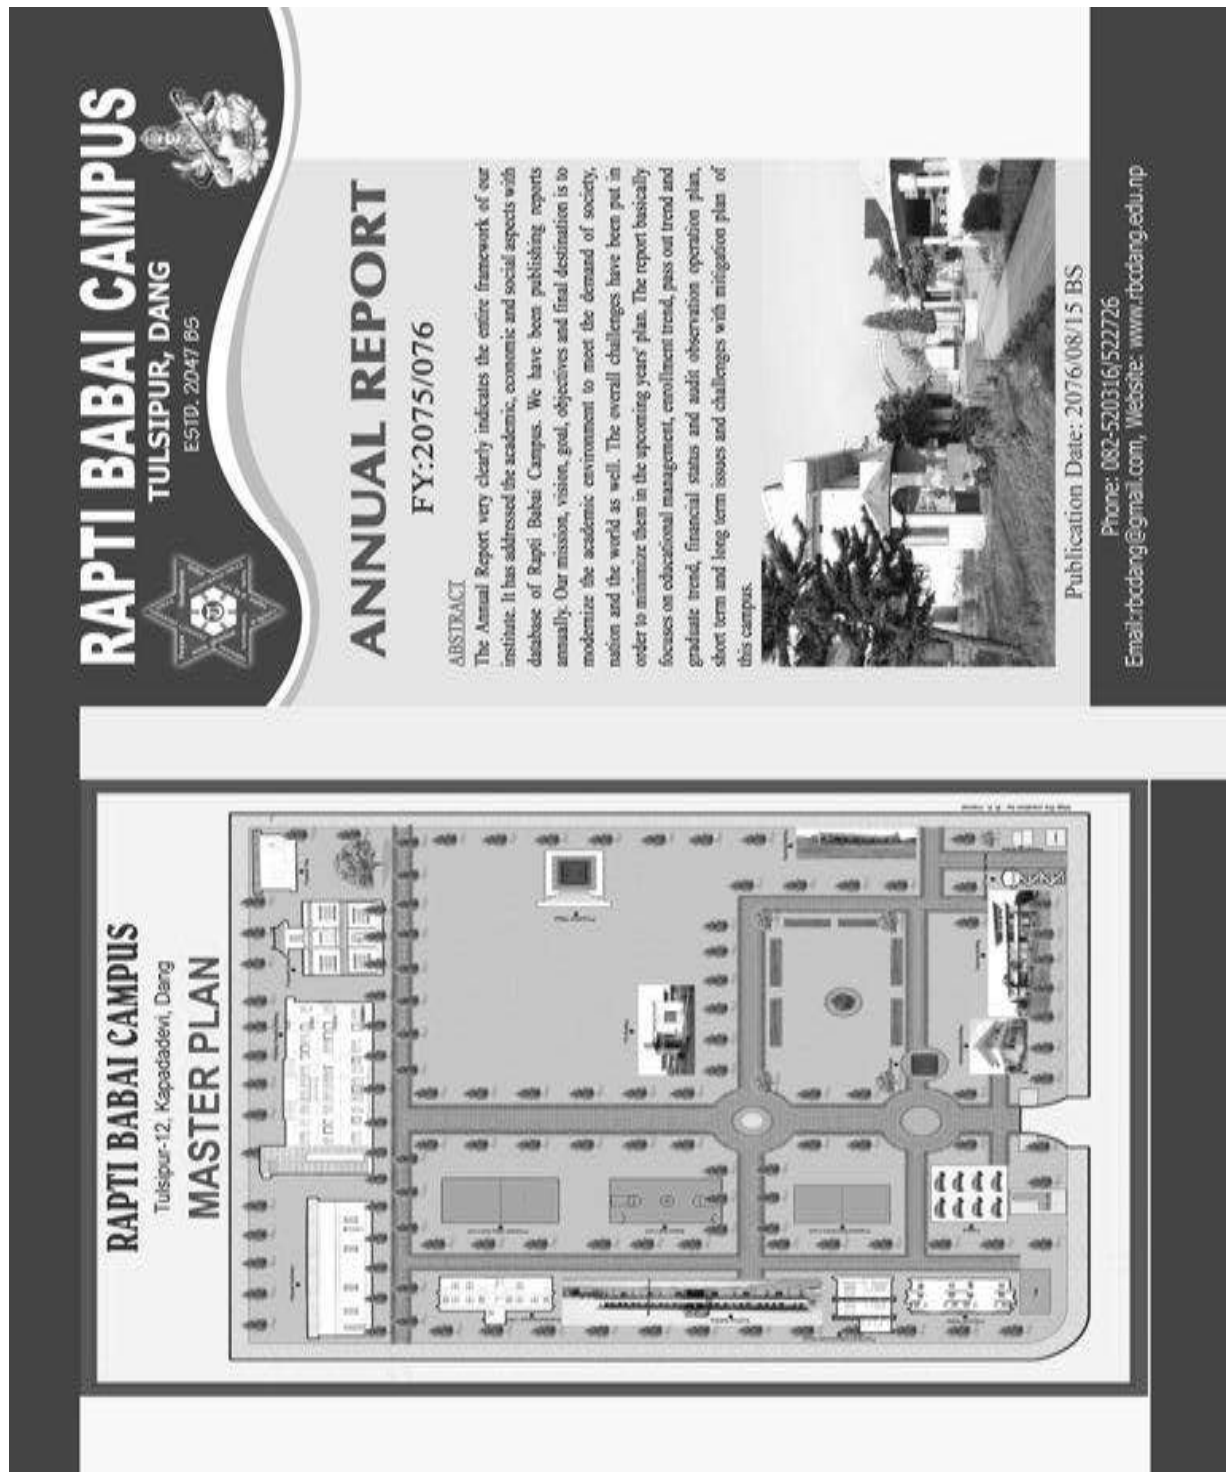 RAPTI BABAI CAMPUS
TULSIPUR, DANG
ESTD. 2047 BS
ANNUAL REPORT
FY:2075/076
ABSTRACT
The Annual Report very clearly indicates the entire framework of our
institute. It has addressed the academic, economic and social aspects with
database of Rapti Babai Campus. We have been publishing reports
annually. Our mission, vision, goal, objectives and final destination is to
modernize the academic environment to meet the demand of society,
nation and the world as well. The overall challenges have been put in
order to minimize them in the upcoming years' plan. The report basically
focuses on educational management, enrollment trend, pass out trend and
graduate trend, financial status and audit observation operation plan,
short term and long term issues and challenges with mitigation plan of
this campus.
Publication Date: 2076/08/15 BS
Phone: 082-520316/522726
Email:rbcdang@gmail.com, Website: www.rbcdang.edu.np
RAPTI BABAI CAMPUS
Tulsipur-12, Kapadadevi, Dang
MASTER PLAN